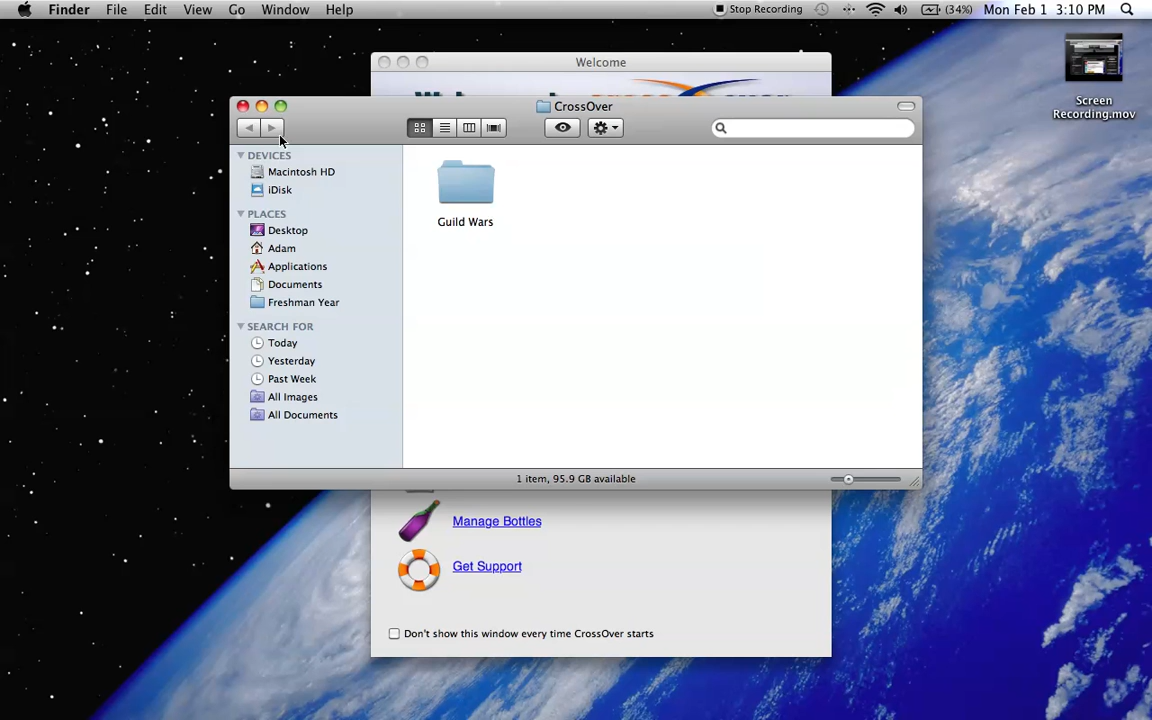 Finder File Edit View Go Window Help
Stop Recording (34%) Mon Feb 1 3:10 PM
Screen
Recording.mov
Welcome
CrossOver
DEVICES
Macintosh HD
iDisk
PLACES
Desktop
Adam
Applications
Documents
Freshman Year
SEARCH FOR
Today
Yesterday
Past Week
All Images
All Documents
Guild Wars
1 item, 95.9 GB available
Manage Bottles
Get Support
Don't show this window every time CrossOver starts